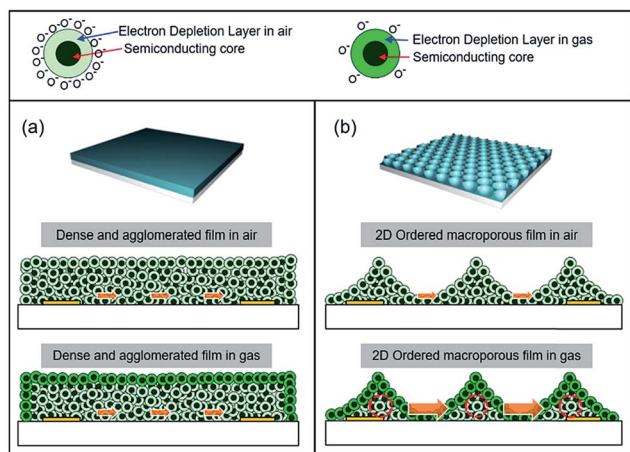 Electron Depletion Layer in air
Semiconducting core
Electron Depletion Layer in gas
Semiconducting core
O⁻ O⁻ O⁻ O⁻ O⁻ O⁻ O⁻ O⁻ O⁻ O⁻ O⁻ O⁻ O⁻
O⁻ O⁻ O⁻ O⁻
(a)
(b)
Dense and agglomerated film in air
2D Ordered macroporous film in air
Dense and agglomerated film in gas
2D Ordered macroporous film in gas